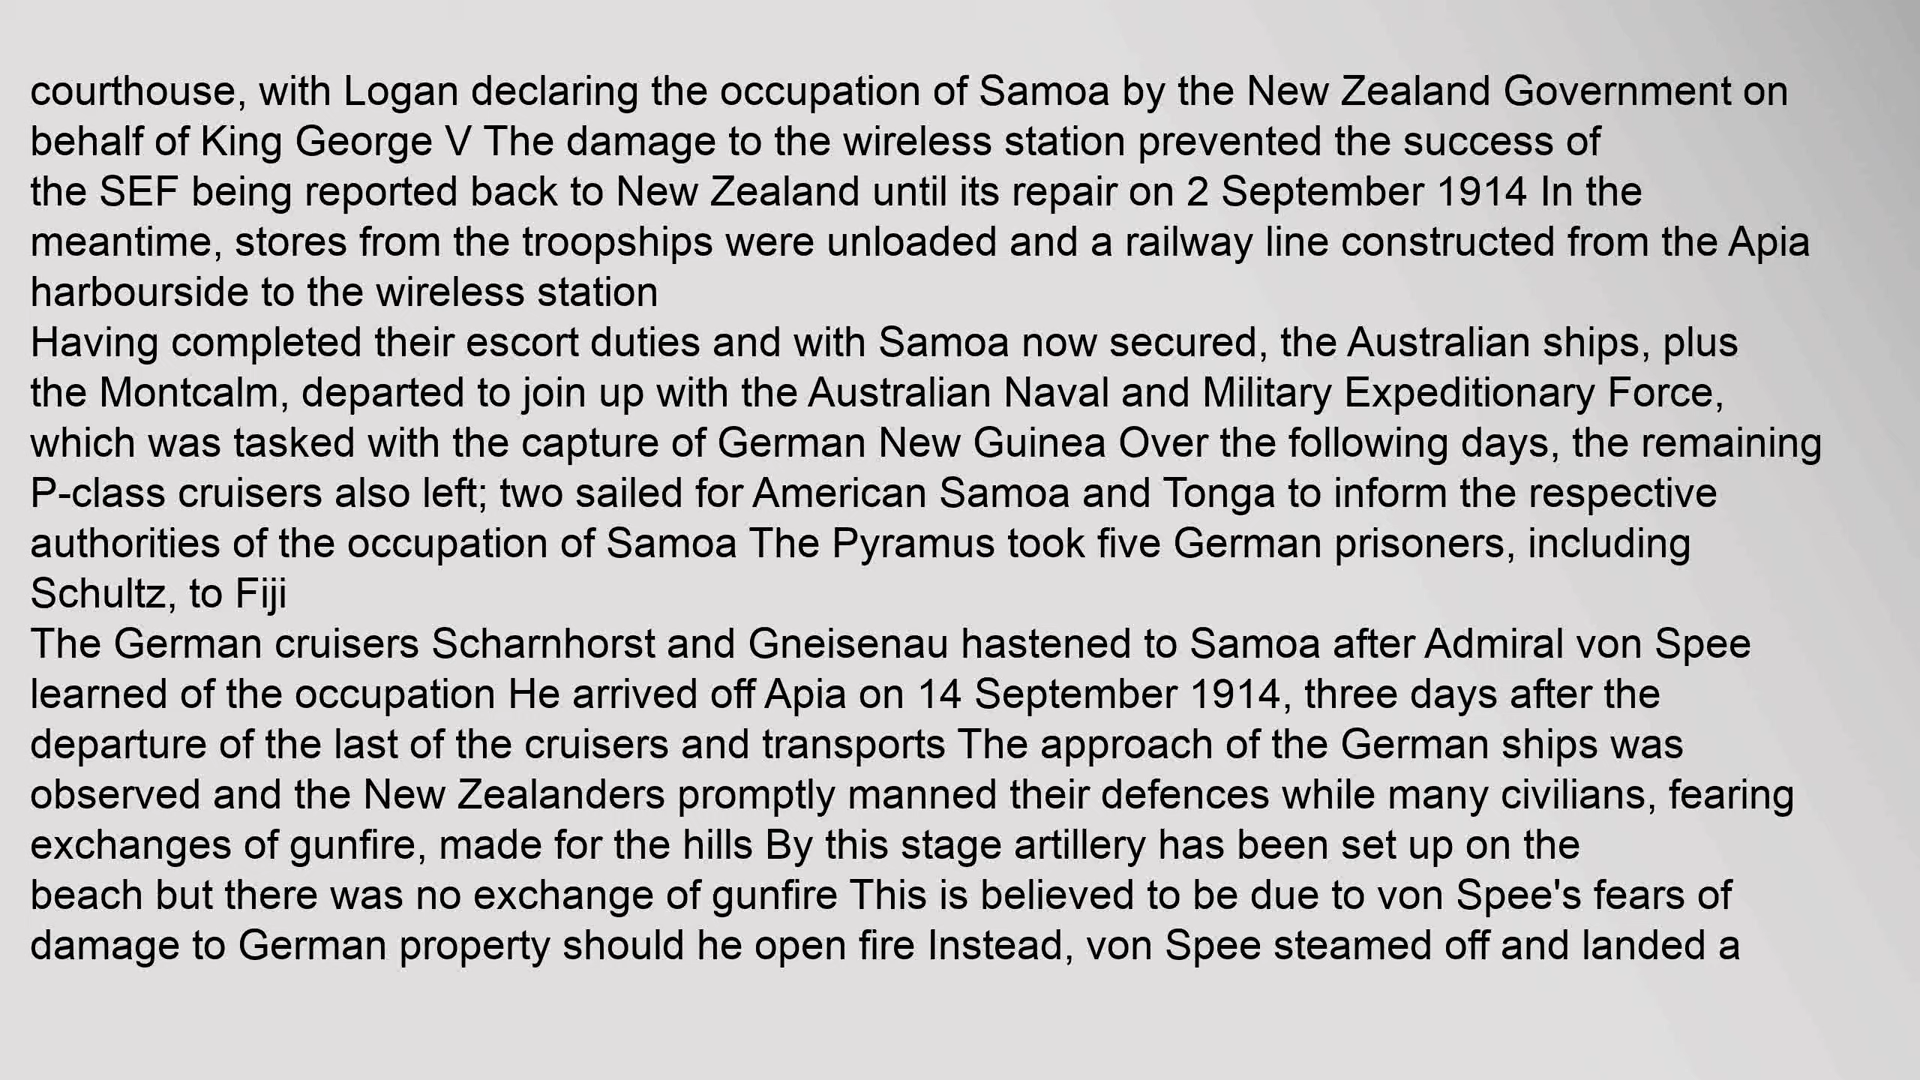 courthouse, with Logan declaring the occupation of Samoa by the New Zealand Government on
behalf of King George V The damage to the wireless station prevented the success of
the SEF being reported back to New Zealand until its repair on 2 September 1914 In the
meantime, stores from the troopships were unloaded and a railway line constructed from the Apia
harbourside to the wireless station
Having completed their escort duties and with Samoa now secured, the Australian ships, plus
the Montcalm, departed to join up with the Australian Naval and Military Expeditionary Force,
which was tasked with the capture of German New Guinea Over the following days, the remaining
P-class cruisers also left; two sailed for American Samoa and Tonga to inform the respective
authorities of the occupation of Samoa The Pyramus took five German prisoners, including
Schultz, to Fiji
The German cruisers Scharnhorst and Gneisenau hastened to Samoa after Admiral von Spee
learned of the occupation He arrived off Apia on 14 September 1914, three days after the
departure of the last of the cruisers and transports The approach of the German ships was
observed and the New Zealanders promptly manned their defences while many civilians, fearing
exchanges of gunfire, made for the hills By this stage artillery has been set up on the
beach but there was no exchange of gunfire This is believed to be due to von Spee's fears of
damage to German property should he open fire Instead, von Spee steamed off and landed a